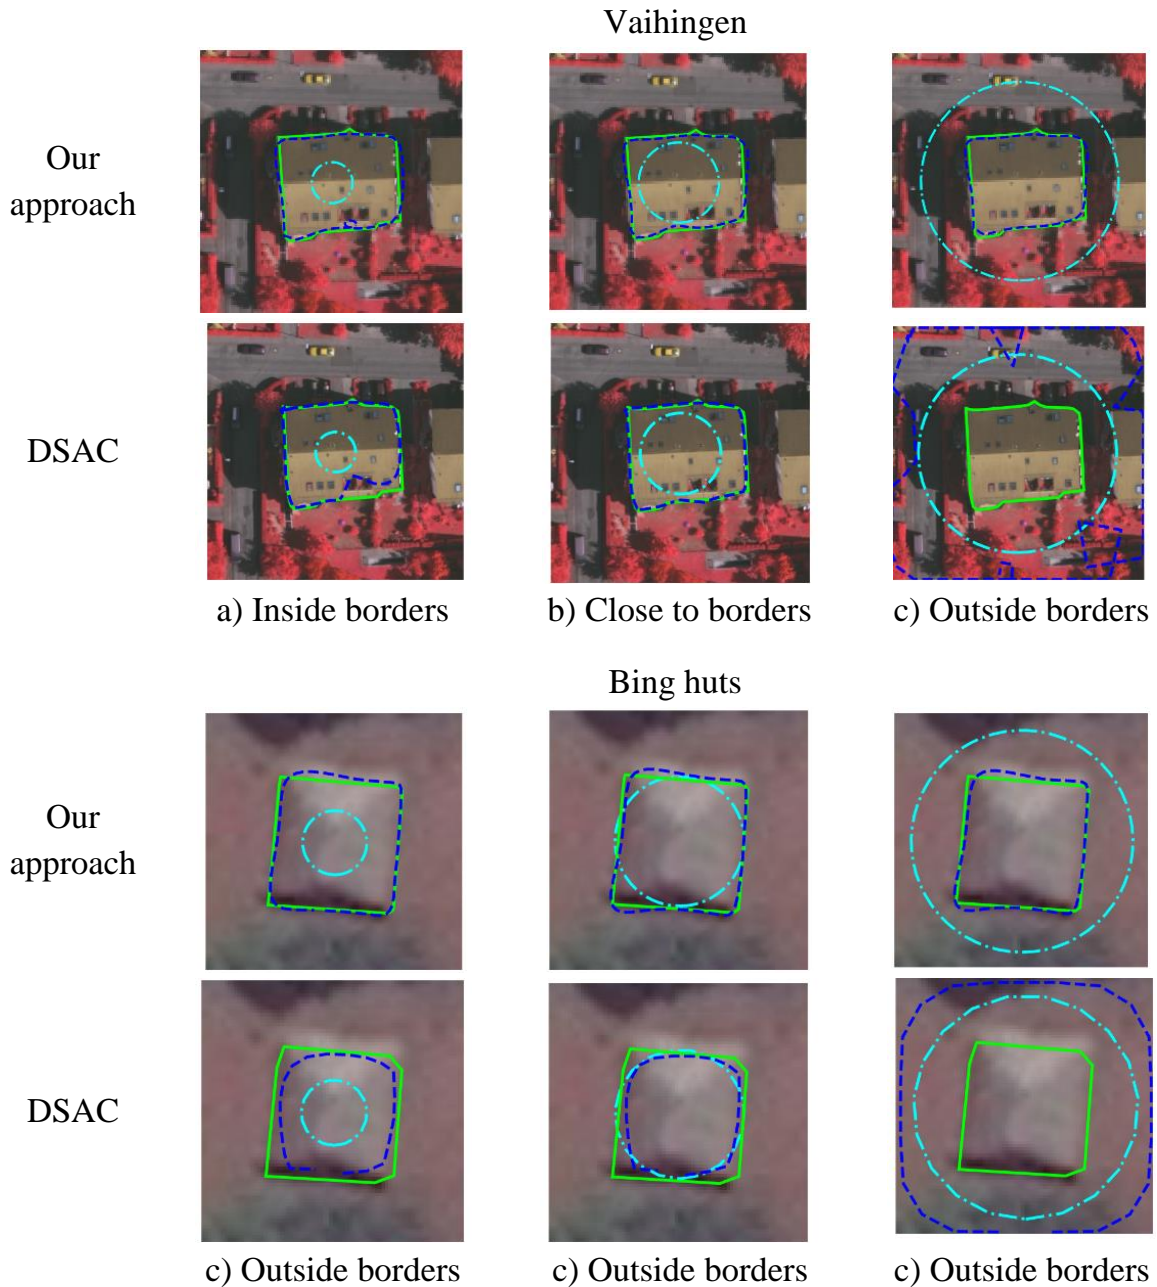 Vaihingen
Our
approach
DSAC
a) Inside borders
b) Close to borders
c) Outside borders
Bing huts
Our
approach
DSAC
c) Outside borders
c) Outside borders
c) Outside borders